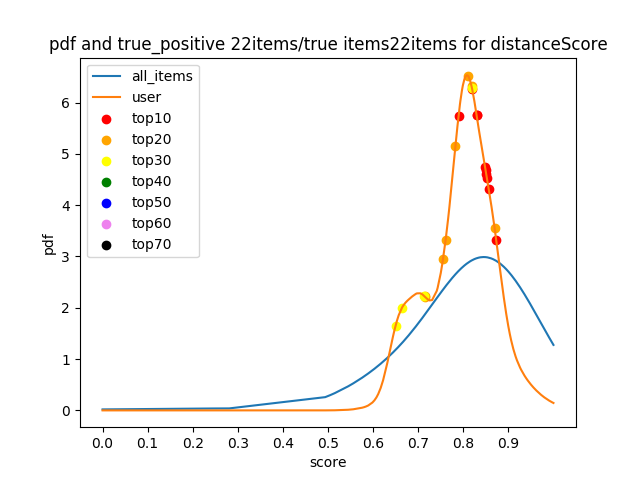 pdf and true_positive 22items/true items22items for distanceScore
all_items
user
top10
top20
top30
top40
top50
top60
top70
6
5
4
3
2
1
0
pdf
0.0 0.1 0.2 0.3 0.4 0.5 0.6 0.7 0.8 0.9
score